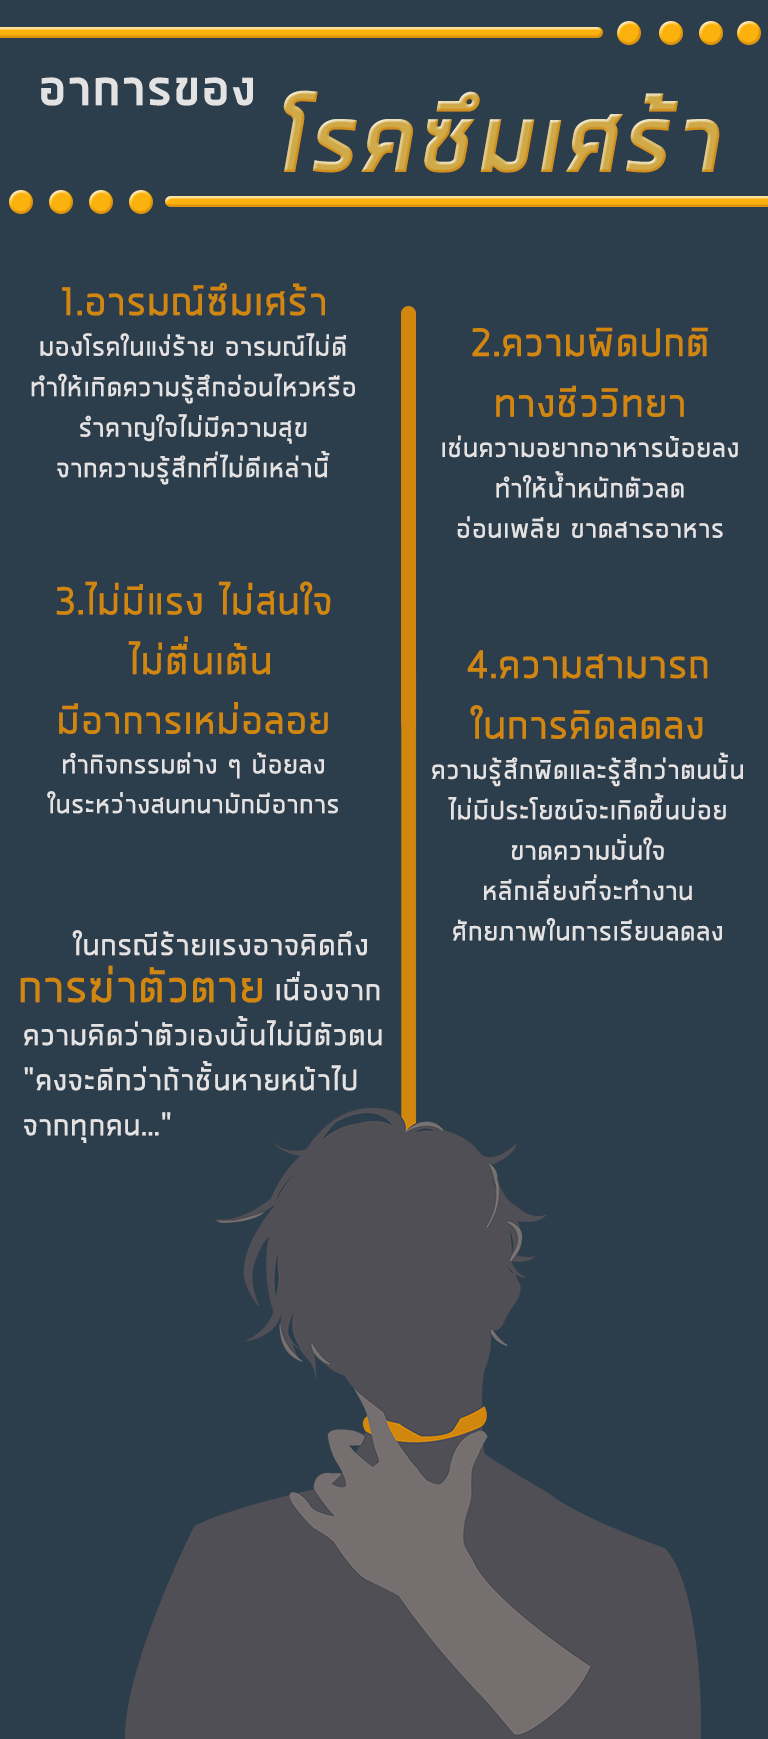 อาการของ
โรคซึมเศร้า
1.อารมณ์ซึมเศร้า
มองโรคในแง่ร้าย อารมณ์ไม่ดี
ทำให้เกิดความรู้สึกอ่อนไหวหรือ
รำคาญใจไม่มีความสุข
จากความรู้สึกที่ไม่ดีเหล่านี้
2.ความผิดปกติ
ทางชีววิทยา
เช่นความอยากอาหารน้อยลง
ทำให้น้ำหนักตัวลด
อ่อนเพลีย ขาดสารอาหาร
3.ไม่มีแรง ไม่สนใจ
ไม่ตื่นเต้น
มีอาการเหม่อลอย
ทำกิจกรรมต่าง ๆ น้อยลง
ในระหว่างสนทนามักมีอาการ
4.ความสามารถ
ในการคิดลดลง
ความรู้สึกผิดและรู้สึกว่าตนนั้น
ไม่มีประโยชน์จะเกิดขึ้นบ่อย
ขาดความมั่นใจ
หลีกเลี่ยงที่จะทำงาน
ศักยภาพในการเรียนลดลง
ในกรณีร้ายแรงอาจคิดถึง
การฆ่าตัวตาย เนื่องจาก
ความคิดว่าตัวเองนั้นไม่มีตัวตน
"คงจะดีกว่าถ้าชั้นหายหน้าไป
จากทุกคน..."